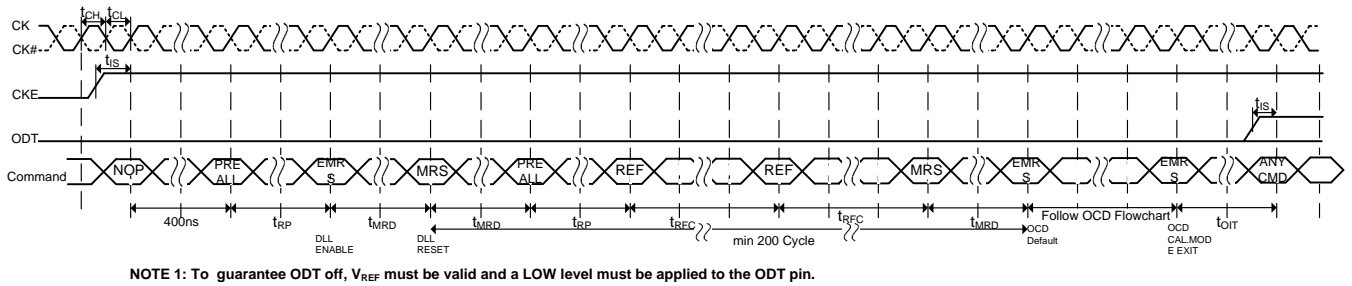 tCH tCL
CK
CK#
tIS
CKE
tIS
ODT
Command NOP PRE ALL EMR S MRS PRE ALL REF REF MRS EMR S EMR S ANY CMD
400ns tRP tMRD tMRD tRP tRFC tRFC tMRD Follow OCD Flowchart tOIT
DLL ENABLE
DLL RESET
min 200 Cycle
OCD Default
OCD CAL.MOD E EXIT
NOTE 1: To guarantee ODT off, VREF must be valid and a LOW level must be applied to the ODT pin.